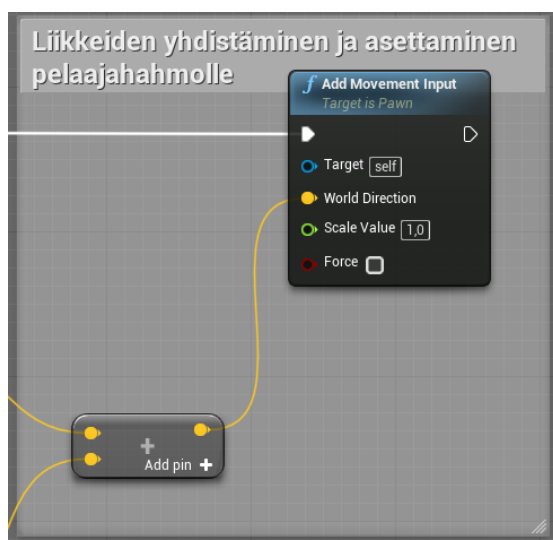 Liikkeiden yhdistäminen ja asettaminen
pelaajahahmolle
f Add Movement Input
Target is Pawn
Target self
World Direction
Scale Value 1,0
Force
Add pin +